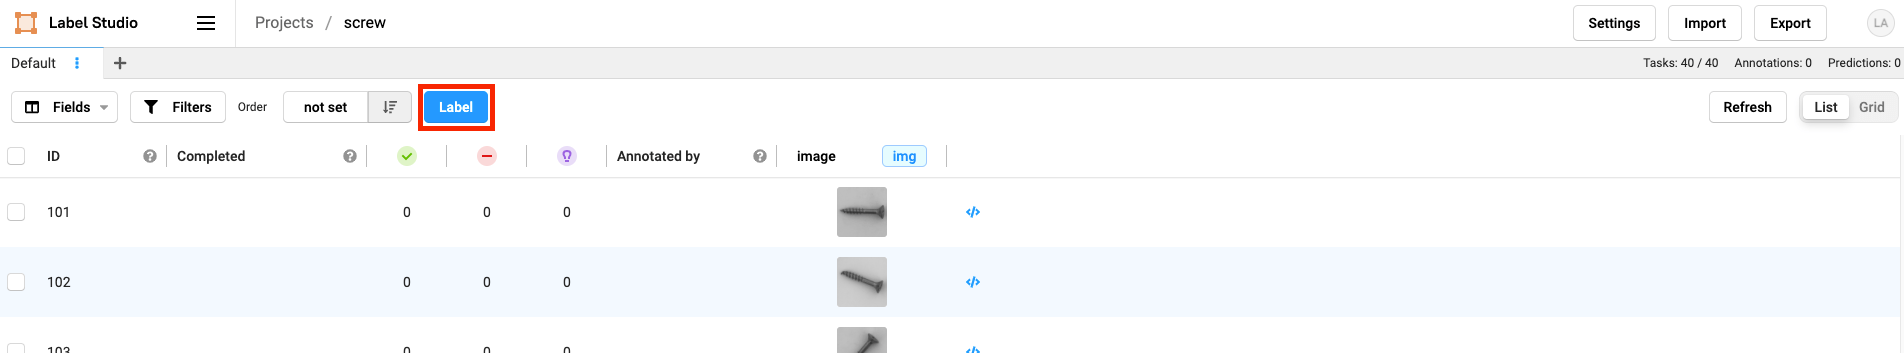 Label Studio
Projects / screw
Settings Import Export LA
Default + Tasks: 40 / 40 Annotations: 0 Predictions: 0
Fields Filters Order not set Label Refresh List Grid
ID ? Completed ? Annotated by ? image img
101 0 0 0 </>
102 0 0 0 </>
103 0 0 0 </>